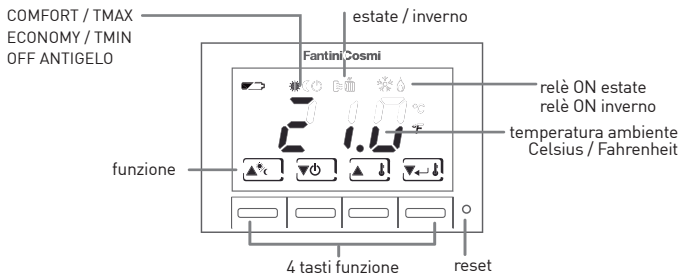 COMFORT / TMAX
ECONOMY / TMIN
OFF ANTIGELO
estate / inverno
FantiniCosmi
relè ON estate
relè ON inverno
°C
°F
21.0
temperatura ambiente
Celsius / Fahrenheit
funzione
4 tasti funzione
reset